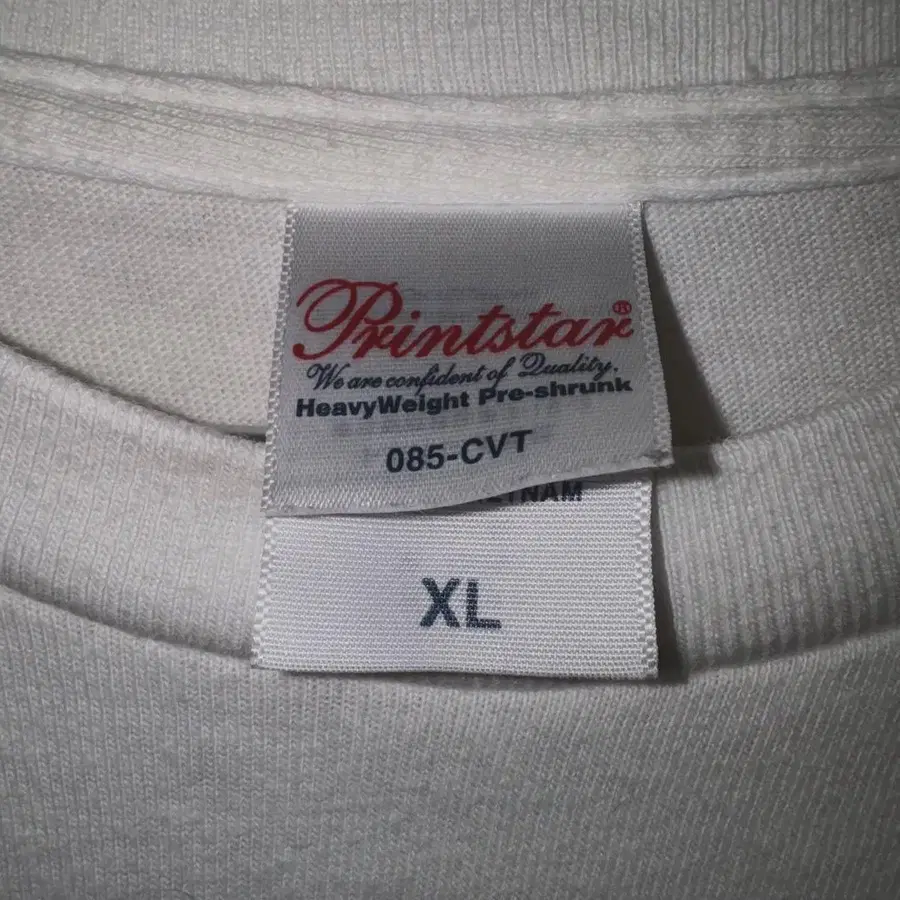 Printstar®
We are confident of Quality.
HeavyWeight Pre-shrunk
085-CVT
XL